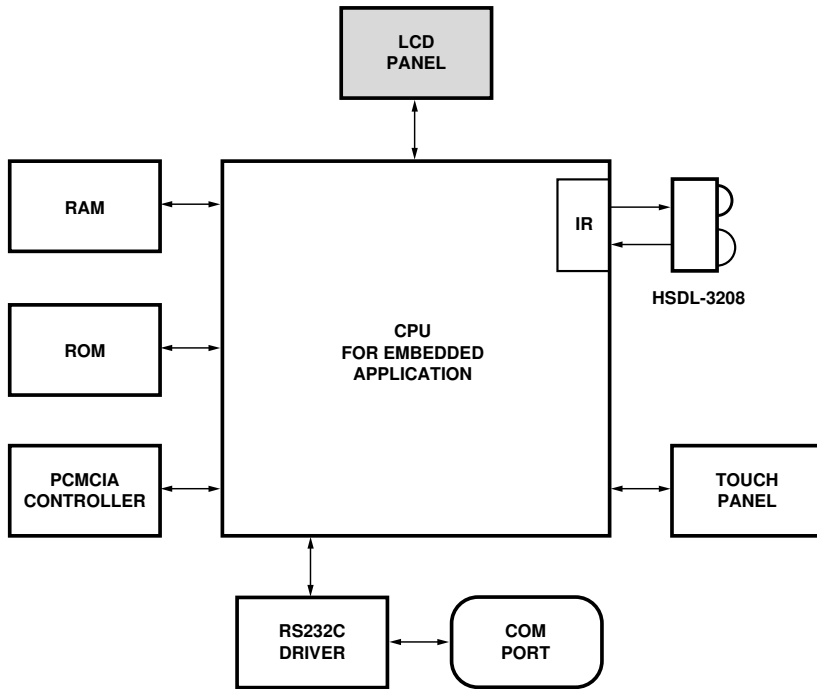 LCD
PANEL
RAM
IR
HSDL-3208
ROM
CPU
FOR EMBEDDED
APPLICATION
PCMCIA
CONTROLLER
TOUCH
PANEL
RS232C
DRIVER
COM
PORT